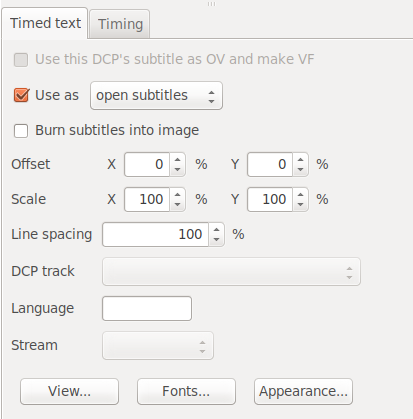 Timed text Timing
Use this DCP's subtitle as OV and make VF
Use as open subtitles
Burn subtitles into image
Offset X 0 % Y 0 %
Scale X 100 % Y 100 %
Line spacing 100 %
DCP track
Language
Stream
View... Fonts... Appearance...